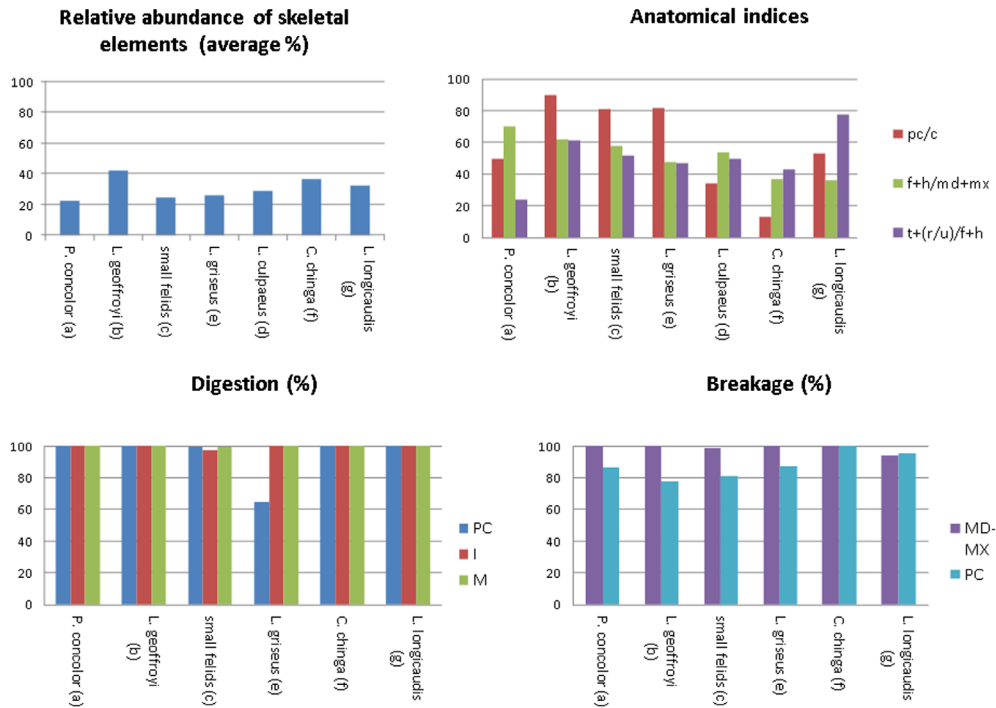 Relative abundance of skeletal
elements (average %)
100
80
60
40
20
0
P. concolor (a)
L. geoffroyi (b)
small felids (c)
L. griseus (e)
L. culpaeus (d)
C. chinga (f)
L. longicaudis
(g)
Anatomical indices
100
80
60
40
20
0
P. concolor (a)
L. geoffroyi
(b)
small felids (c)
L. griseus (e)
L. culpaeus (d)
C. chinga (f)
L. longicaudis
(g)
pc/c
f+h/md+mx
t+(r/u)/f+h
Digestion (%)
100
80
60
40
20
0
P. concolor (a)
L. geoffroyi
(b)
small felids (c)
L. griseus (e)
C. chinga (f)
L. longicaudis
(g)
PC
I
M
Breakage (%)
100
80
60
40
20
0
P. concolor (a)
L. geoffroyi
(b)
small felids (c)
L. griseus (e)
C. chinga (f)
L. longicaudis
(g)
MD-
MX
PC